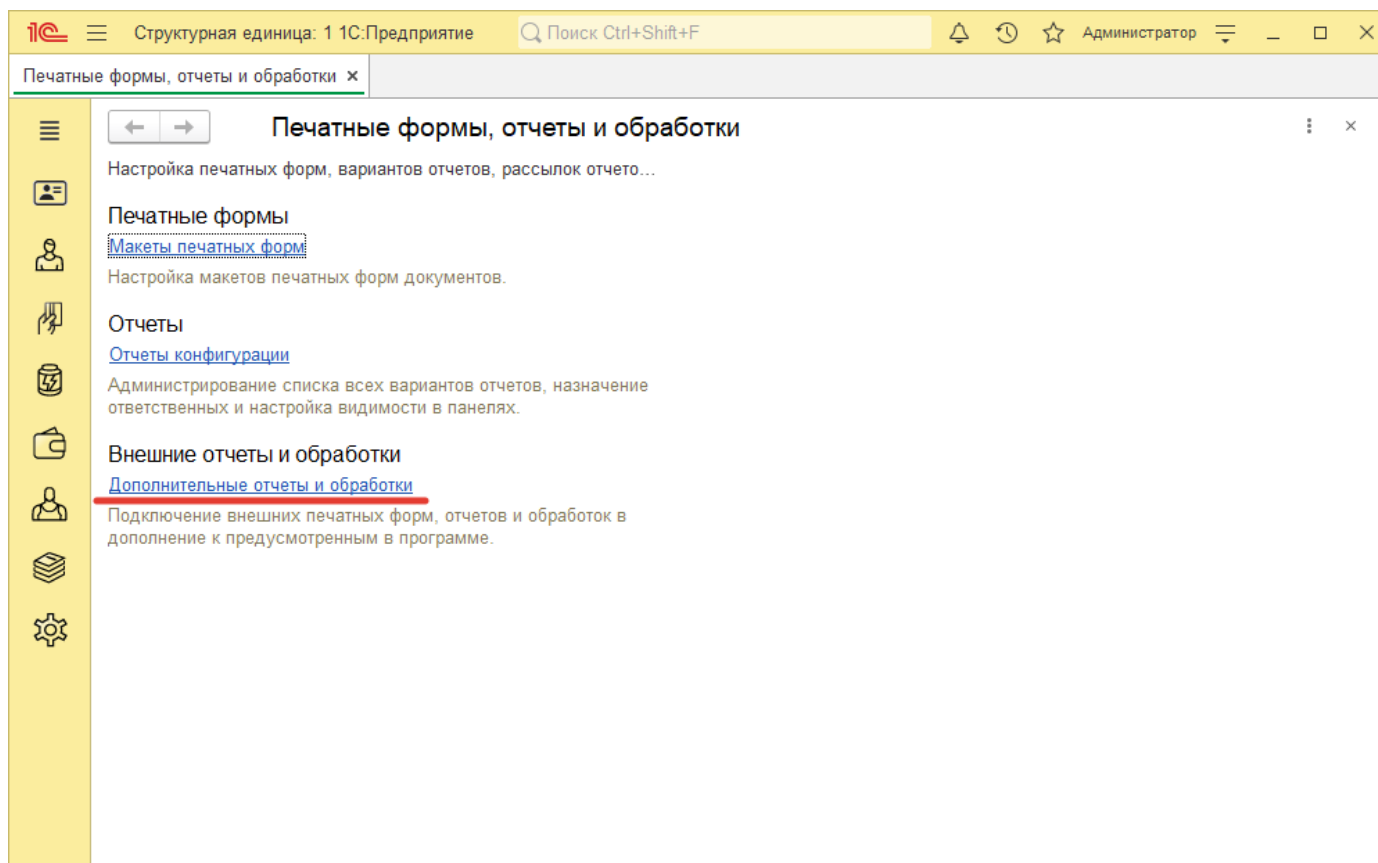 1С Структурная единица: 1 1С:Предприятие Поиск Ctrl+Shift+F Администратор
Печатные формы, отчеты и обработки
Печатные формы, отчеты и обработки
Настройка печатных форм, вариантов отчетов, рассылок отчето...
Печатные формы
Макеты печатных форм
Настройка макетов печатных форм документов.
Отчеты
Отчеты конфигурации
Администрирование списка всех вариантов отчетов, назначение
ответственных и настройка видимости в панелях.
Внешние отчеты и обработки
Дополнительные отчеты и обработки
Подключение внешних печатных форм, отчетов и обработок в
дополнение к предусмотренным в программе.